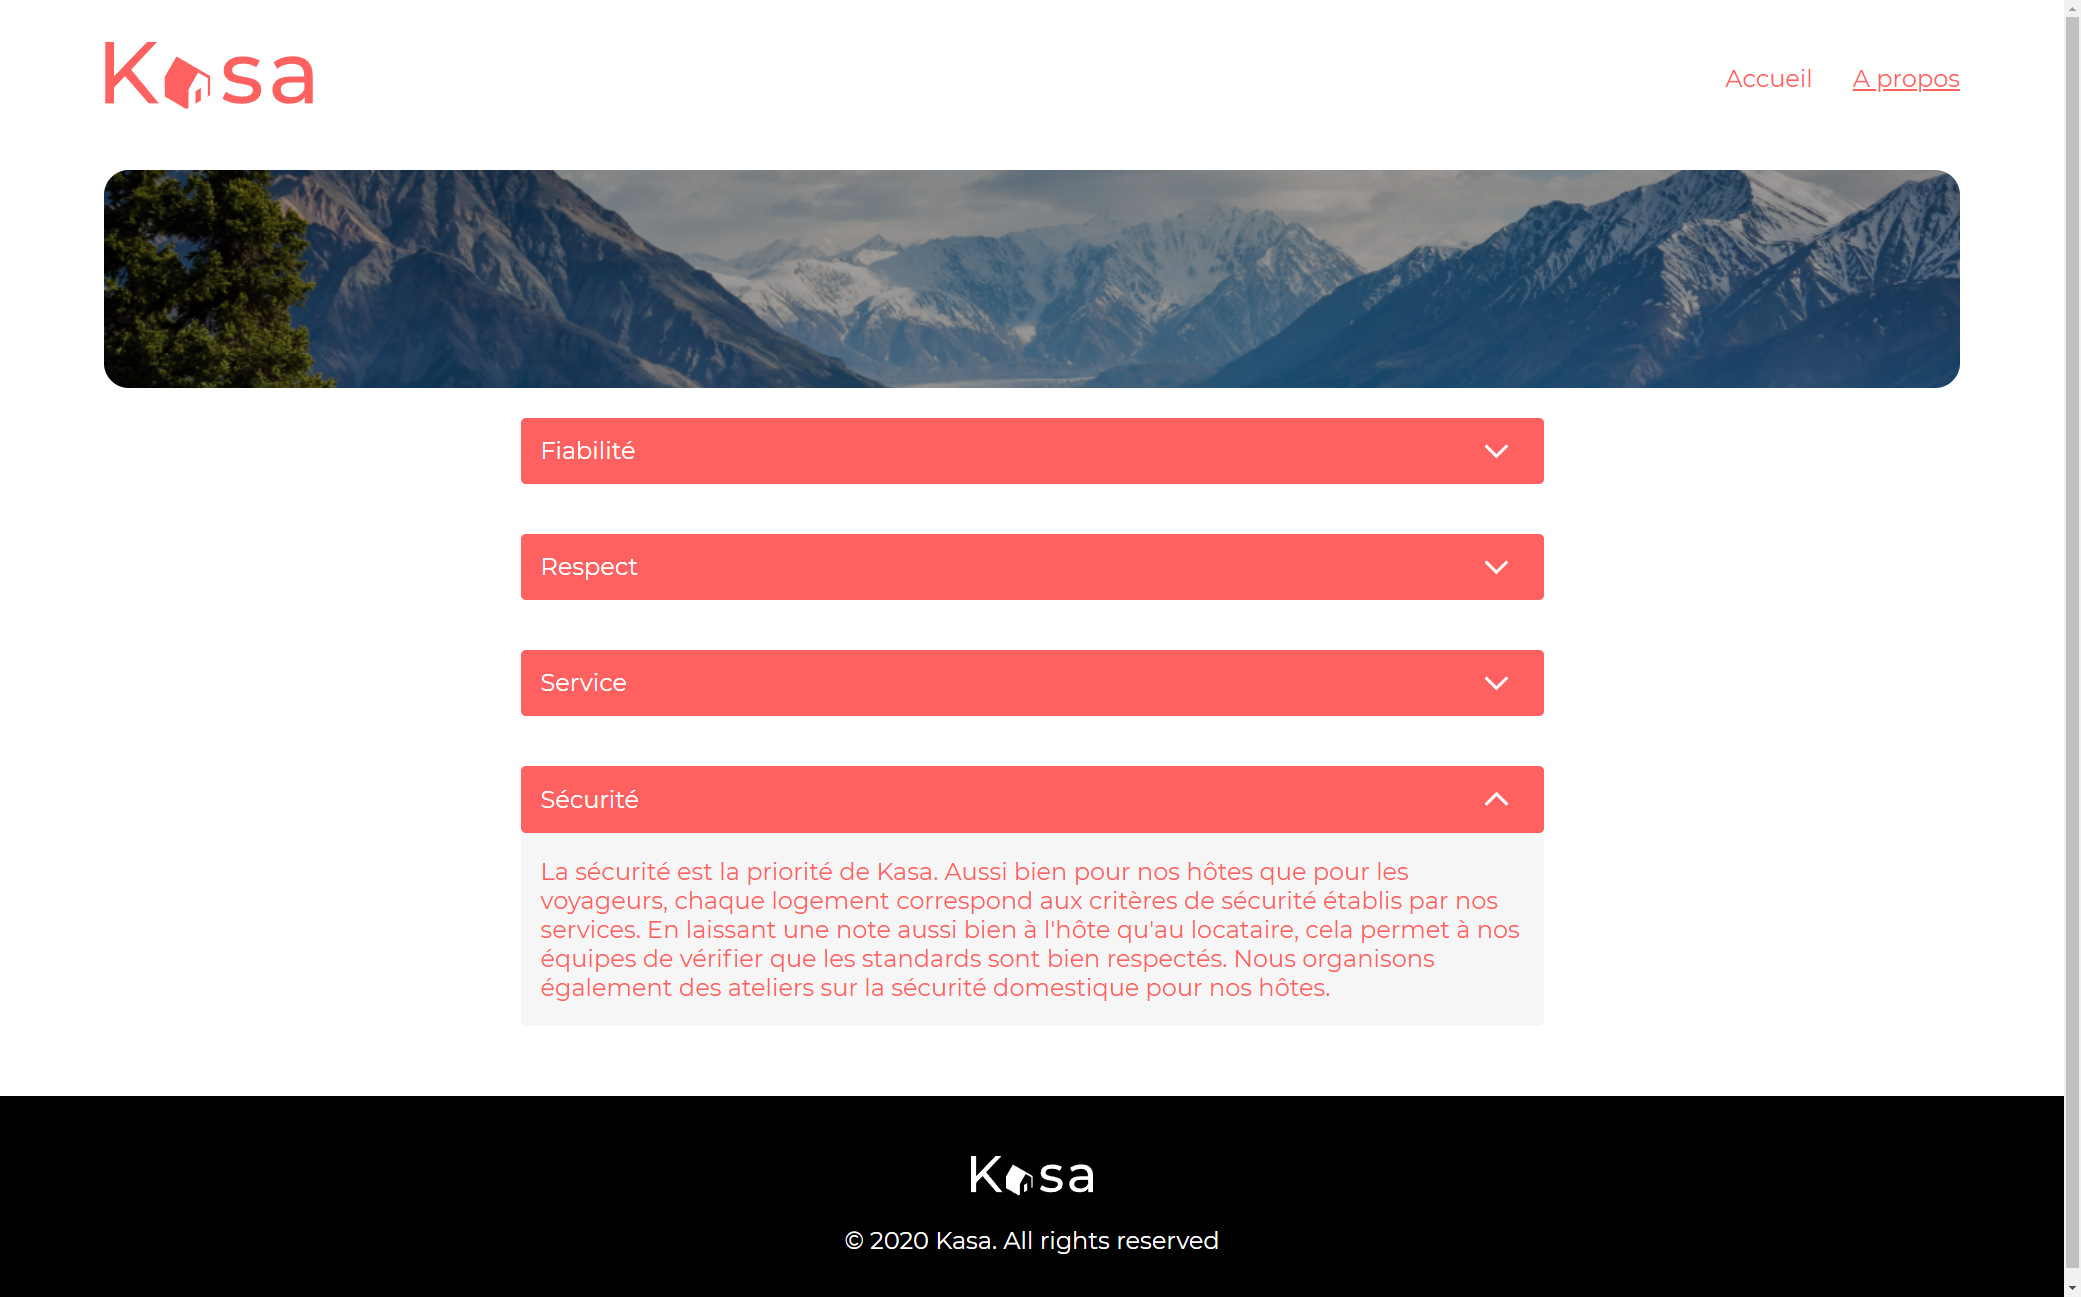 Kasa
Accueil A propos
Fiabilité
Respect
Service
Sécurité
La sécurité est la priorité de Kasa. Aussi bien pour nos hôtes que pour les
voyageurs, chaque logement correspond aux critères de sécurité établis par nos
services. En laissant une note aussi bien à l'hôte qu'au locataire, cela permet à nos
équipes de vérifier que les standards sont bien respectés. Nous organisons
également des ateliers sur la sécurité domestique pour nos hôtes.
Kasa
© 2020 Kasa. All rights reserved